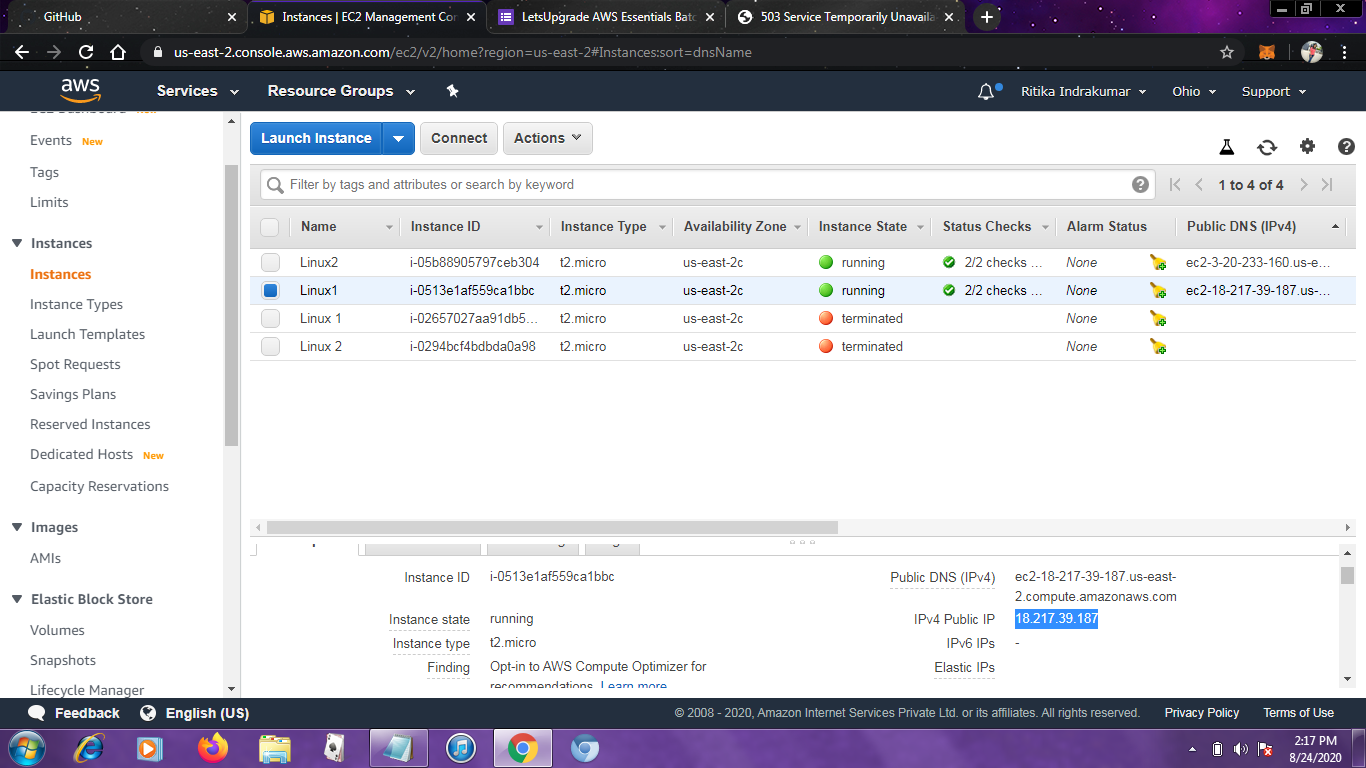 GitHub
Instances | EC2 Management Con
LetsUpgrade AWS Essentials Batc
503 Service Temporarily Unavaila
us-east-2.console.aws.amazon.com/ec2/v2/home?region=us-east-2#Instances:sort=dnsName
aws Services Resource Groups Ritika Indrakumar Ohio Support
EC2 Dashboard New
Events New
Tags
Limits
Instances
Instances
Instance Types
Launch Templates
Spot Requests
Savings Plans
Reserved Instances
Dedicated Hosts New
Capacity Reservations
Images
AMIs
Elastic Block Store
Volumes
Snapshots
Lifecycle Manager
Launch Instance Connect Actions
Filter by tags and attributes or search by keyword 1 to 4 of 4
Name Instance ID Instance Type Availability Zone Instance State Status Checks Alarm Status Public DNS (IPv4)
Linux2 i-05b88905797ceb304 t2.micro us-east-2c running 2/2 checks ... None ec2-3-20-233-160.us-e...
Linux1 i-0513e1af559ca1bbc t2.micro us-east-2c running 2/2 checks ... None ec2-18-217-39-187.us-...
Linux 1 i-02657027aa91db5... t2.micro us-east-2c terminated None
Linux 2 i-0294bcf4bdbda0a98 t2.micro us-east-2c terminated None
Instance ID i-0513e1af559ca1bbc
Instance state running
Instance type t2.micro
Finding Opt-in to AWS Compute Optimizer for
recommendations. Learn more
Public DNS (IPv4) ec2-18-217-39-187.us-east-
2.compute.amazonaws.com
IPv4 Public IP 18.217.39.187
IPv6 IPs -
Elastic IPs
Feedback English (US) © 2008 - 2020, Amazon Internet Services Private Ltd. or its affiliates. All rights reserved. Privacy Policy Terms of Use
2:17 PM
8/24/2020